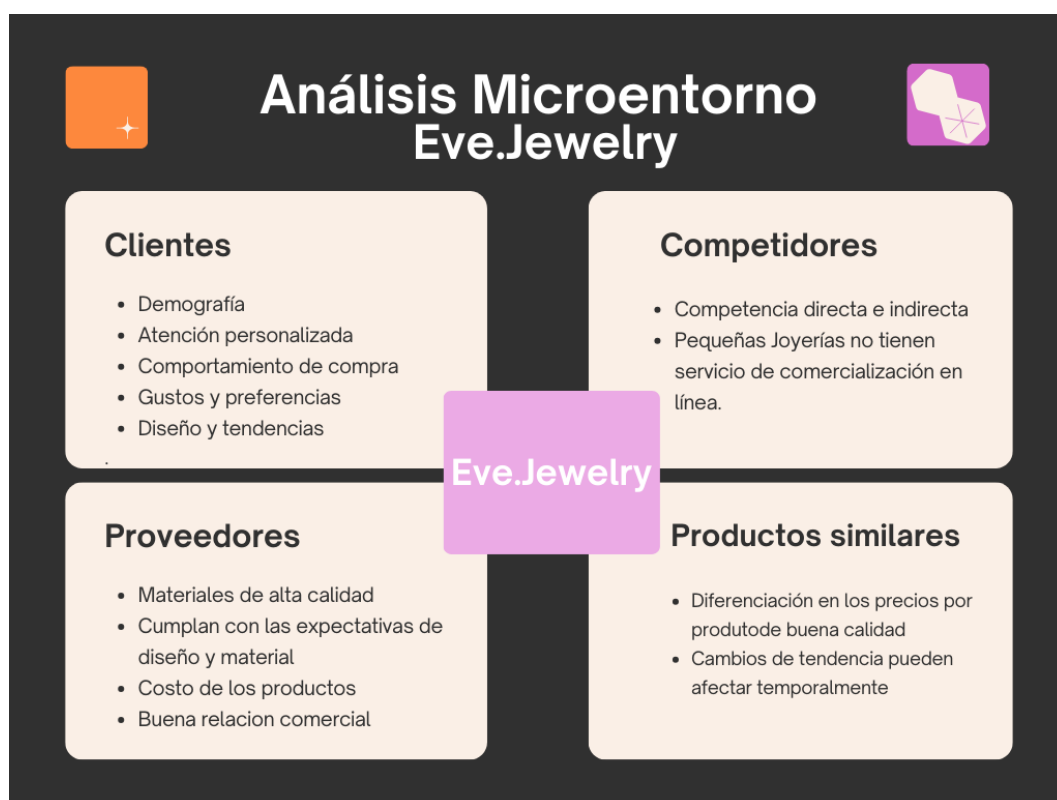 Análisis Microentorno
Eve.Jewelry
Clientes
• Demografía
• Atención personalizada
• Comportamiento de compra
• Gustos y preferencias
• Diseño y tendencias
.
Competidores
• Competencia directa e indirecta
• Pequeñas Joyerías no tienen
servicio de comercialización en
línea.
Eve.Jewelry
Proveedores
• Materiales de alta calidad
• Cumplan con las expectativas de
diseño y material
• Costo de los productos
• Buena relacion comercial
Productos similares
• Diferenciación en los precios por
produtode buena calidad
• Cambios de tendencia pueden
afectar temporalmente